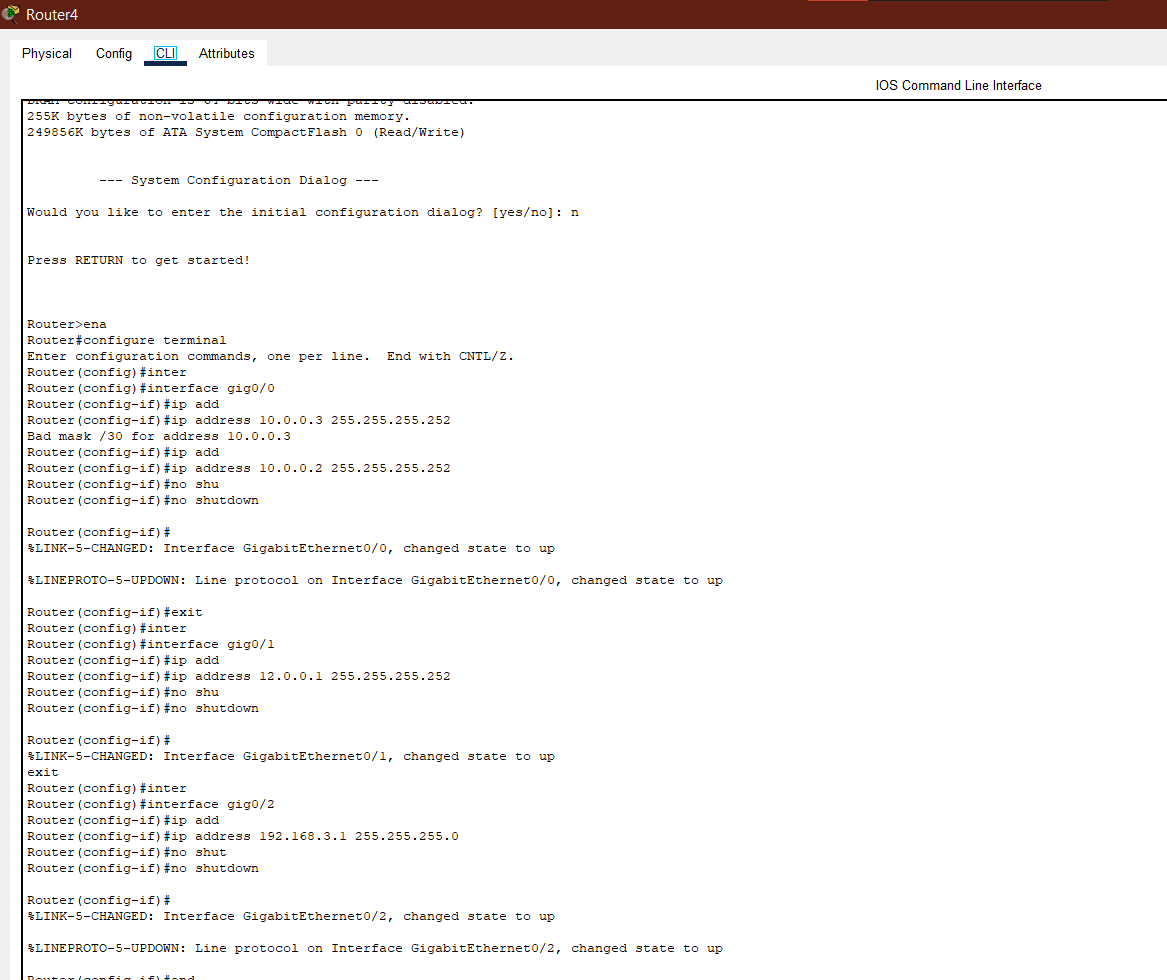 Router4
Physical Config CLI Attributes
IOS Command Line Interface
DRAM configuration is 64 bits wide with parity disabled.
255K bytes of non-volatile configuration memory.
249856K bytes of ATA System CompactFlash 0 (Read/Write)
--- System Configuration Dialog ---
Would you like to enter the initial configuration dialog? [yes/no]: n
Press RETURN to get started!
Router>ena
Router#configure terminal
Enter configuration commands, one per line.  End with CNTL/Z.
Router(config)#inter
Router(config)#interface gig0/0
Router(config-if)#ip add
Router(config-if)#ip address 10.0.0.3 255.255.255.252
Bad mask /30 for address 10.0.0.3
Router(config-if)#ip add
Router(config-if)#ip address 10.0.0.2 255.255.255.252
Router(config-if)#no shu
Router(config-if)#no shutdown
Router(config-if)#
%LINK-5-CHANGED: Interface GigabitEthernet0/0, changed state to up
%LINEPROTO-5-UPDOWN: Line protocol on Interface GigabitEthernet0/0, changed state to up
Router(config-if)#exit
Router(config)#inter
Router(config)#interface gig0/1
Router(config-if)#ip add
Router(config-if)#ip address 12.0.0.1 255.255.255.252
Router(config-if)#no shu
Router(config-if)#no shutdown
Router(config-if)#
%LINK-5-CHANGED: Interface GigabitEthernet0/1, changed state to up
exit
Router(config)#inter
Router(config)#interface gig0/2
Router(config-if)#ip add
Router(config-if)#ip address 192.168.3.1 255.255.255.0
Router(config-if)#no shut
Router(config-if)#no shutdown
Router(config-if)#
%LINK-5-CHANGED: Interface GigabitEthernet0/2, changed state to up
%LINEPROTO-5-UPDOWN: Line protocol on Interface GigabitEthernet0/2, changed state to up
Router(config-if)#end